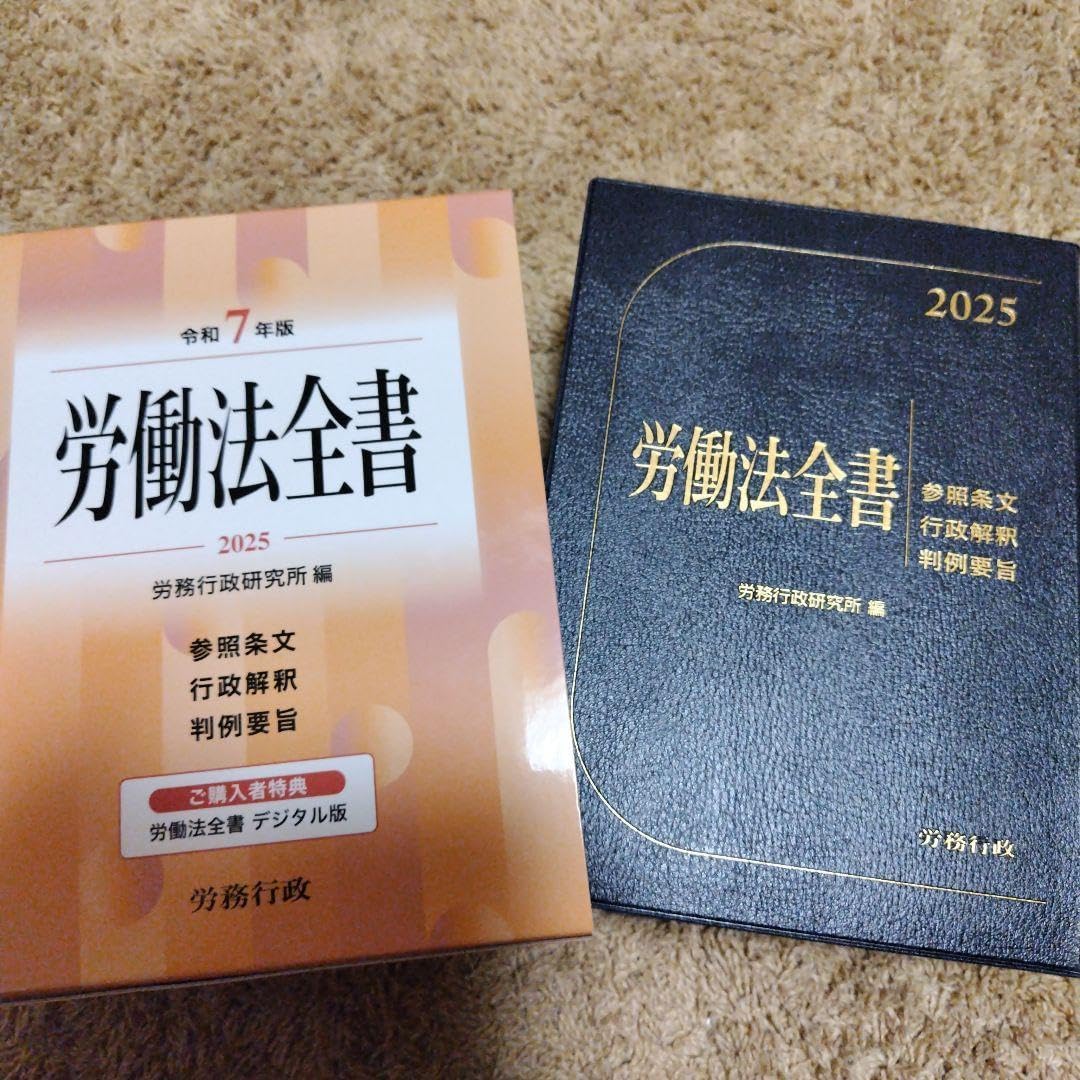 令和7年版
労働法全書
2025
労務行政研究所 編
参照条文
行政解釈
判例要旨
ご購入者特典
労働法全書 デジタル版
労務行政
2025
労働法全書
参照条文
行政解釈
判例要旨
労務行政研究所 編
労務行政